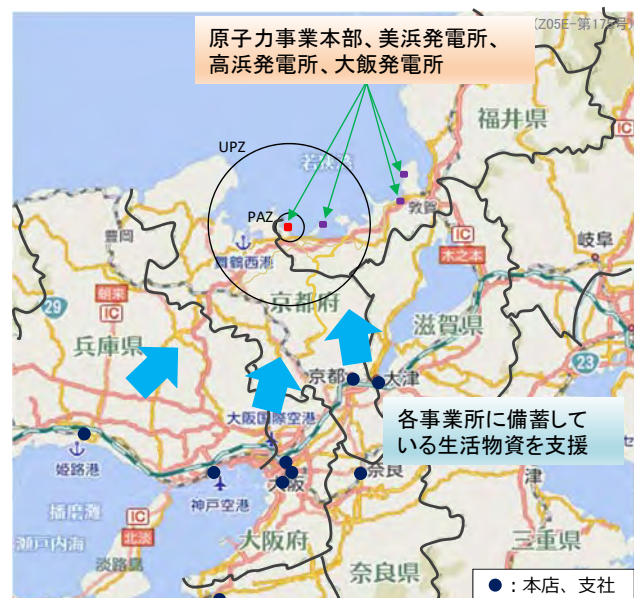 (Z05E-第175号)
原子力事業本部、美浜発電所、
高浜発電所、大飯発電所
福井県
IC
UPZ
若狭湾
PAZ
敦賀
豊岡
舞鶴西港
IC
木之本
岐阜
朝来
IC
京都府
滋賀県
29
兵庫県
23
京都
大津
大阪国際空港
各事業所に備蓄して
いる生活物資を支援
姫路港
奈良
大阪
津
神戸空港
播磨灘
IC
北淡
瀬戸内海
大阪府
三重県
淡路島
奈良県
●：本店、支社